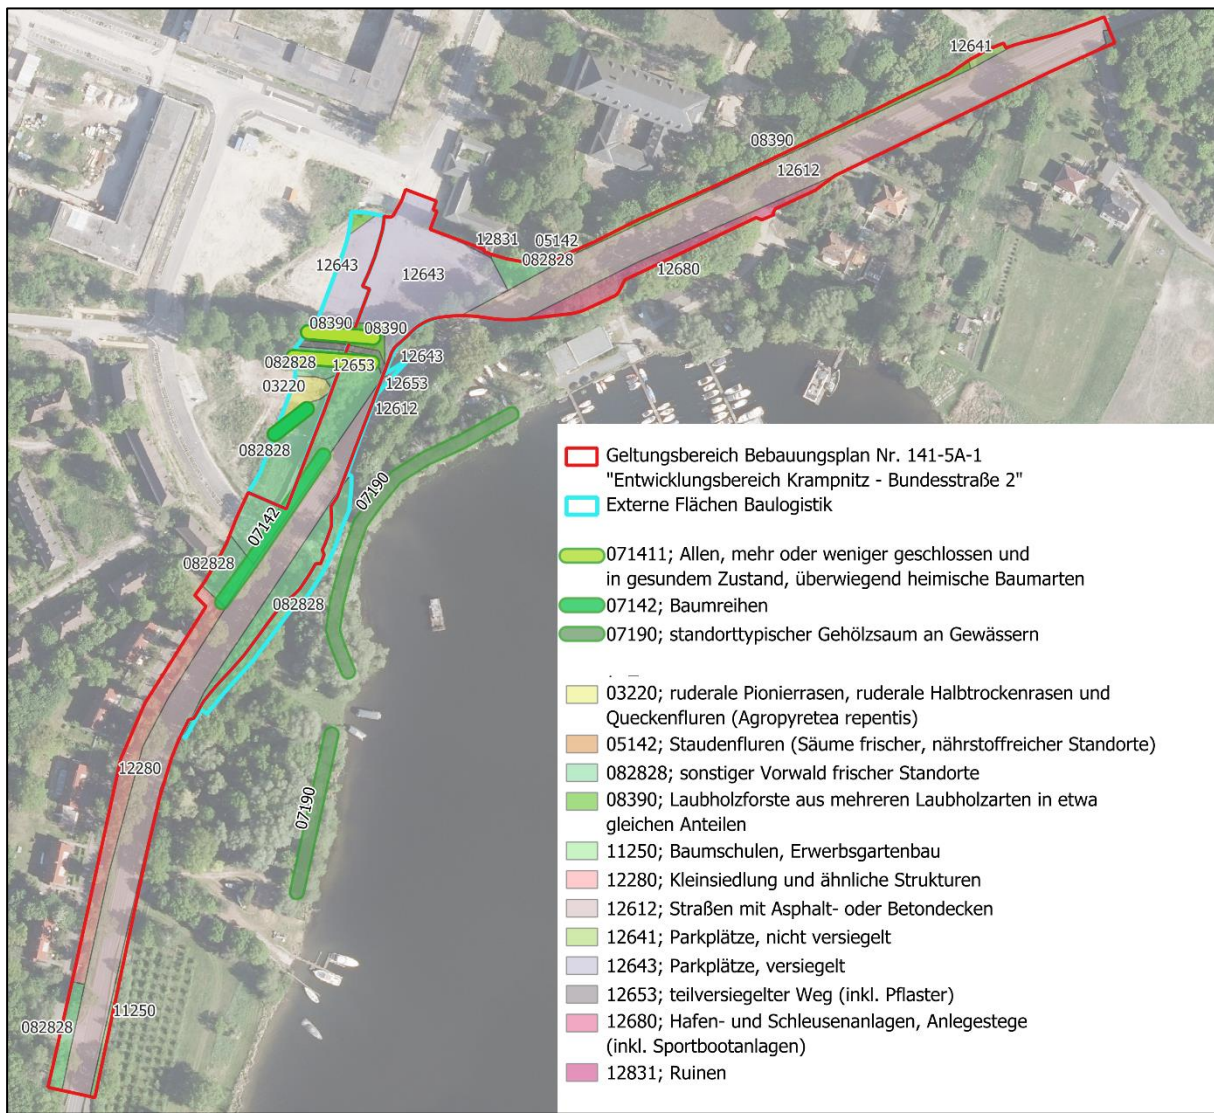 12641
08390
12612
12831
05142
082828
12680
12643
12643
08390
08390
12643
082828
12653
12653
03220
12612
082828
07190
07142
082828
082828
12280
07190
11250
082828
Geltungsbereich Bebauungsplan Nr. 141-5A-1
"Entwicklungsbereich Krampnitz - Bundesstraße 2"
Externe Flächen Baulogistik
071411; Allen, mehr oder weniger geschlossen und
in gesundem Zustand, überwiegend heimische Baumarten
07142; Baumreihen
07190; standorttypischer Gehölzsaum an Gewässern
03220; ruderale Pionierrasen, ruderale Halbtrockenrasen und
Queckenfluren (Agropyretea repentis)
05142; Staudenfluren (Säume frischer, nährstoffreicher Standorte)
082828; sonstiger Vorwald frischer Standorte
08390; Laubholzforste aus mehreren Laubholzarten in etwa
gleichen Anteilen
11250; Baumschulen, Erwerbsgartenbau
12280; Kleinsiedlung und ähnliche Strukturen
12612; Straßen mit Asphalt- oder Betondecken
12641; Parkplätze, nicht versiegelt
12643; Parkplätze, versiegelt
12653; teilversiegelter Weg (inkl. Pflaster)
12680; Hafen- und Schleusenanlagen, Anlegestege
(inkl. Sportbootanlagen)
12831; Ruinen